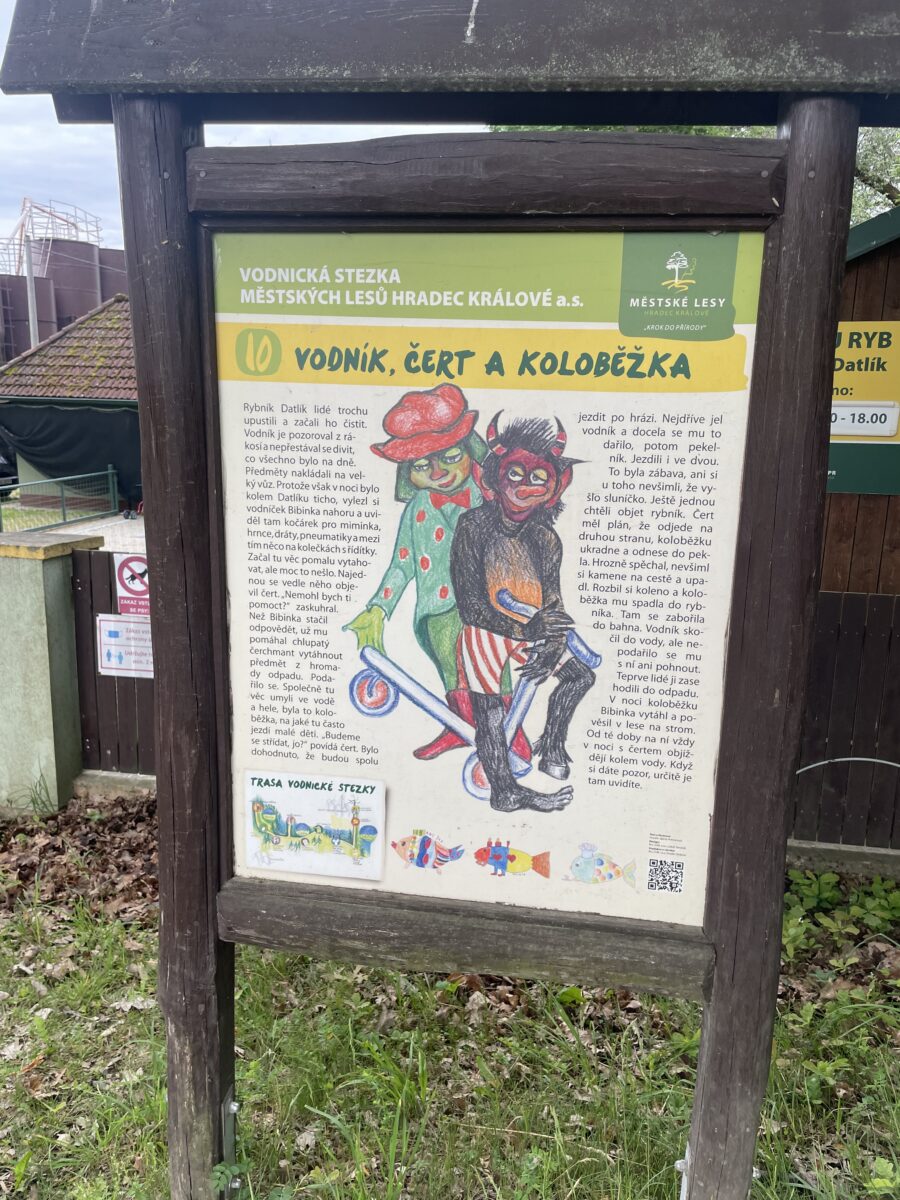 VODNICKÁ STEZKA
MĚSTSKÝCH LESŮ HRADEC KRÁLOVÉ a.s.
MĚSTSKÉ LESY
HRADEC KRÁLOVÉ
„KROK DO PŘÍRODY“
10 VODNÍK, ČERT A KOLOBĚŽKA
Rybník Datlík lidé trochu
upustili a začali ho čistit.
Vodník je pozoroval z rá-
kosí a nepřestával se divit,
co všechno bylo na dně.
Předměty nakládali na vel-
ký vůz. Protože však v noci bylo
kolem Datlíku ticho, vylezl si
vodníček Bibinka nahoru a uvi-
děl tam kočárek pro miminka,
hrnce, dráty, pneumatiky a mezi
tím něco na kolečkách s řídítky.
Začal tu věc pomalu vytaho-
vat, ale moc to nešlo. Najed-
nou se vedle něho obje-
vil čert. „Nemohl bych ti
pomoct?“ zaskuhral.
Než Bibinka stačil
odpovědět, už mu
pomáhal chlupatý
čerchmant vytáhnout
předmět z hroma-
dy odpadu. Poda-
řilo se. Společně tu
věc umyli ve vodě
a hele, byla to kolo-
běžka, na jaké tu často
jezdí malé děti. „Budeme
se střídat, jo?“ povídá čert. Bylo
dohodnuto, že budou spolu
jezdit po hrázi. Nejdříve jel
vodník a docela se mu to
dařilo, potom pekel-
ník. Jezdili i ve dvou.
To byla zábava, ani si
u toho nevšimli, že vy-
šlo sluníčko. Ještě jednou
chtěli objet rybník. Čert
měl plán, že odjede na
druhou stranu, koloběžku
ukradne a odnese do pek-
la. Hrozně spěchal, nevšiml
si kamene na cestě a upa-
dl. Rozbil si koleno a kolo-
běžka mu spadla do ryb-
níka. Tam se zabořila
do bahna. Vodník sko-
čil do vody, ale ne-
podařilo se mu
s ní ani pohnout.
Teprve lidé ji zase
hodili do odpadu.
V noci koloběžku
Bibinka vytáhl a po-
věsil v lese na strom.
Od té doby na ní vždy
v noci s čertem objíž-
dějí kolem vody. Když
si dáte pozor, určitě je
tam uvidíte.
TRASA VODNICKÉ STEZKY
RYB
Datlík
no:
0 - 18.00
ZAKAZ VSTUPU
SE PSY